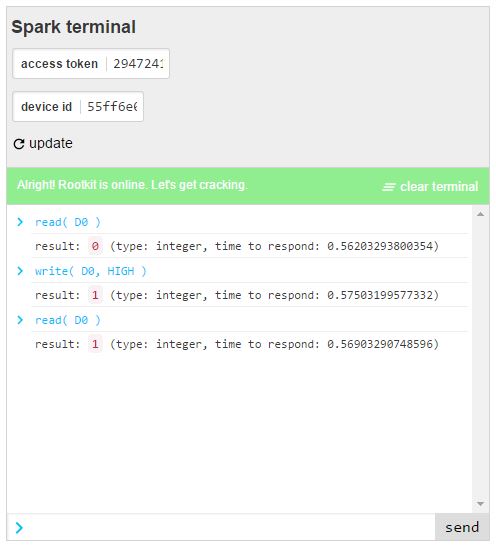 Spark terminal
access token 2947241
device id 55ff6e
update
Alright! Rootkit is online. Let's get cracking.
clear terminal
read( D0 )
result: 0 (type: integer, time to respond: 0.56203293800354)
write( D0, HIGH )
result: 1 (type: integer, time to respond: 0.57503199577332)
read( D0 )
result: 1 (type: integer, time to respond: 0.56903290748596)
send